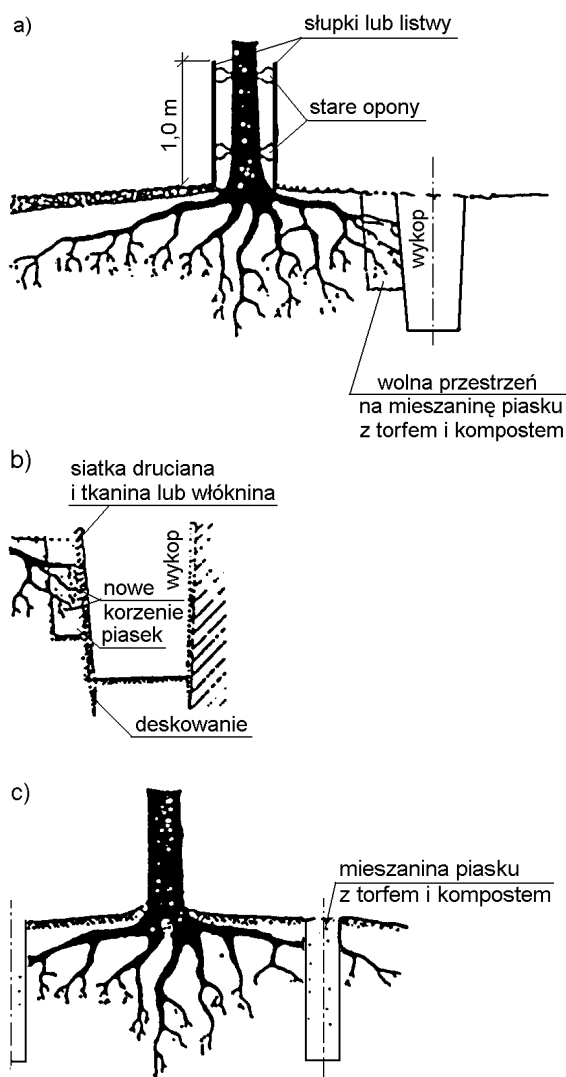 a)
słupki lub listwy
stare opony
1,0 m
wykop
wolna przestrzeń
na mieszaninę piasku
z torfem i kompostem
b)
siatka druciana
i tkanina lub włóknina
wykop
nowe
korzenie
piasek
deskowanie
c)
mieszanina piasku
z torfem i kompostem